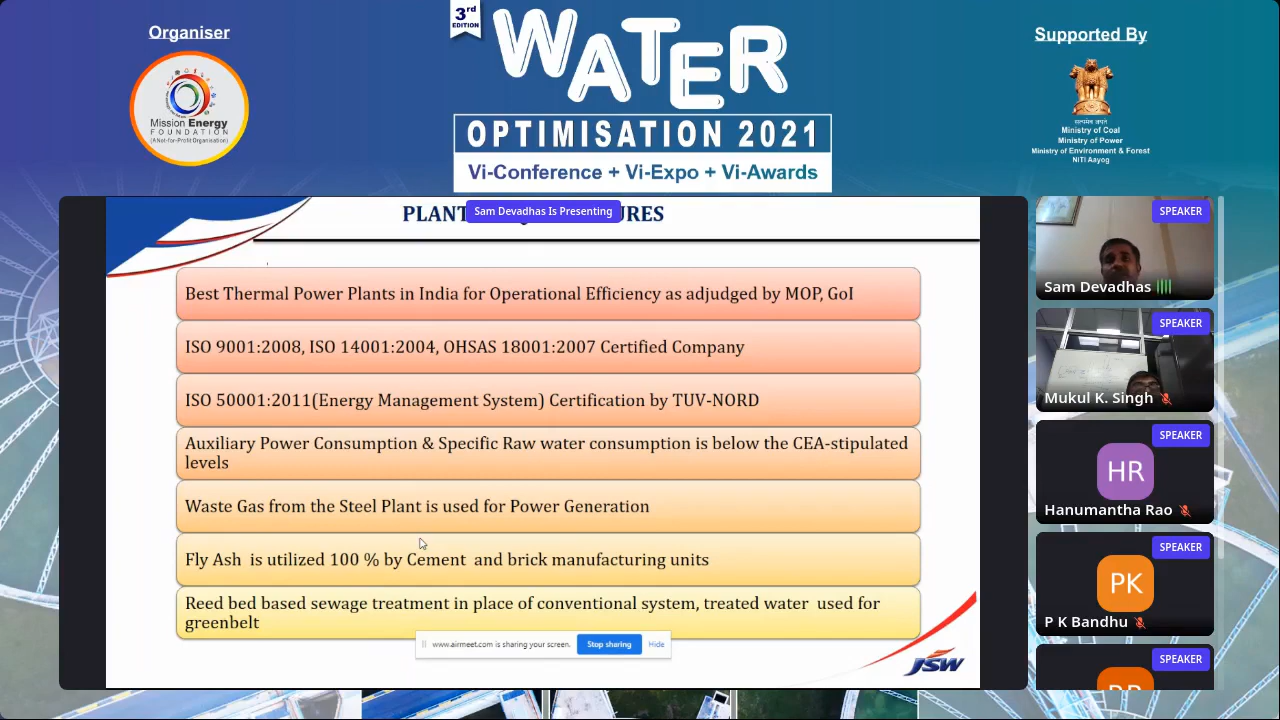 Organiser
Mission Energy
FOUNDATION
(A Not-for-Profit Organisation)
3rd
EDITION
WATER
OPTIMISATION 2021
Vi-Conference + Vi-Expo + Vi-Awards
Supported By
सत्यमेव जयते
Ministry of Coal
Ministry of Power
Ministry of Environment & Forest
NITI Aayog
PLANT
Sam Devadhas Is Presenting
Best Thermal Power Plants in India for Operational Efficiency as adjudged by MOP, GoI
ISO 9001:2008, ISO 14001:2004, OHSAS 18001:2007 Certified Company
ISO 50001:2011(Energy Management System) Certification by TUV-NORD
Auxiliary Power Consumption & Specific Raw water consumption is below the CEA-stipulated
levels
Waste Gas from the Steel Plant is used for Power Generation
Fly Ash is utilized 100 % by Cement and brick manufacturing units
Reed bed based sewage treatment in place of conventional system, treated water used for
greenbelt
www.airmeet.com is sharing your screen.
Stop sharing
Hide
JSW
SPEAKER
Sam Devadhas
SPEAKER
Mukul K. Singh
SPEAKER
HR
Hanumantha Rao
SPEAKER
PK
P K Bandhu
SPEAKER